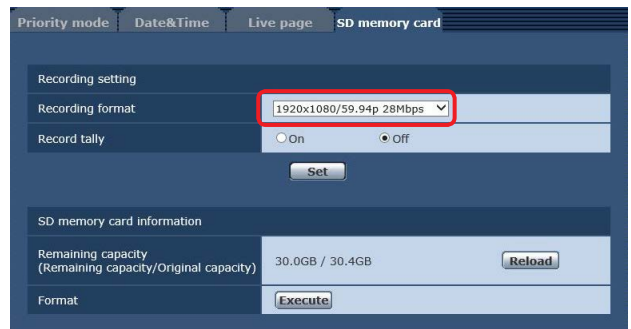 Priority mode Date&Time Live page SD memory card
Recording setting
Recording format 1920x1080/59.94p 28Mbps
Record tally On Off
Set
SD memory card information
Remaining capacity
(Remaining capacity/Original capacity) 30.0GB / 30.4GB Reload
Format Execute